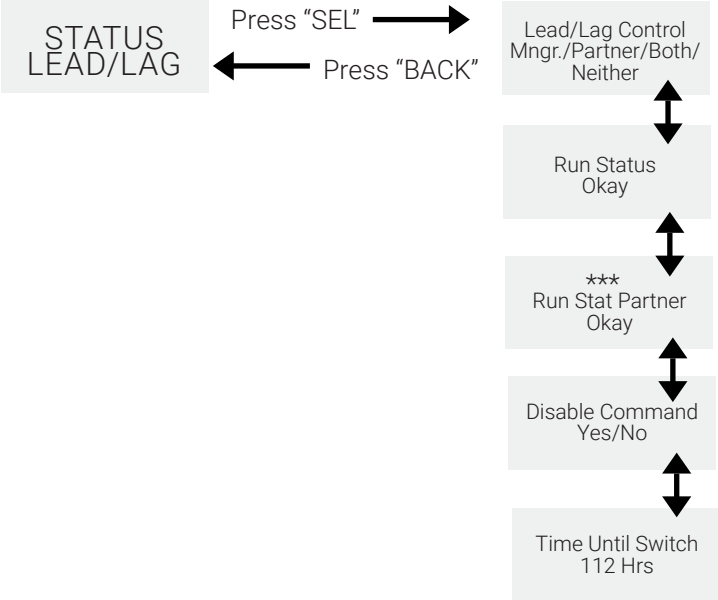 STATUS
LEAD/LAG
Press “SEL”
Press “BACK”
Lead/Lag Control
Mngr./Partner/Both/
Neither
Run Status
Okay
***
Run Stat Partner
Okay
Disable Command
Yes/No
Time Until Switch
112 Hrs